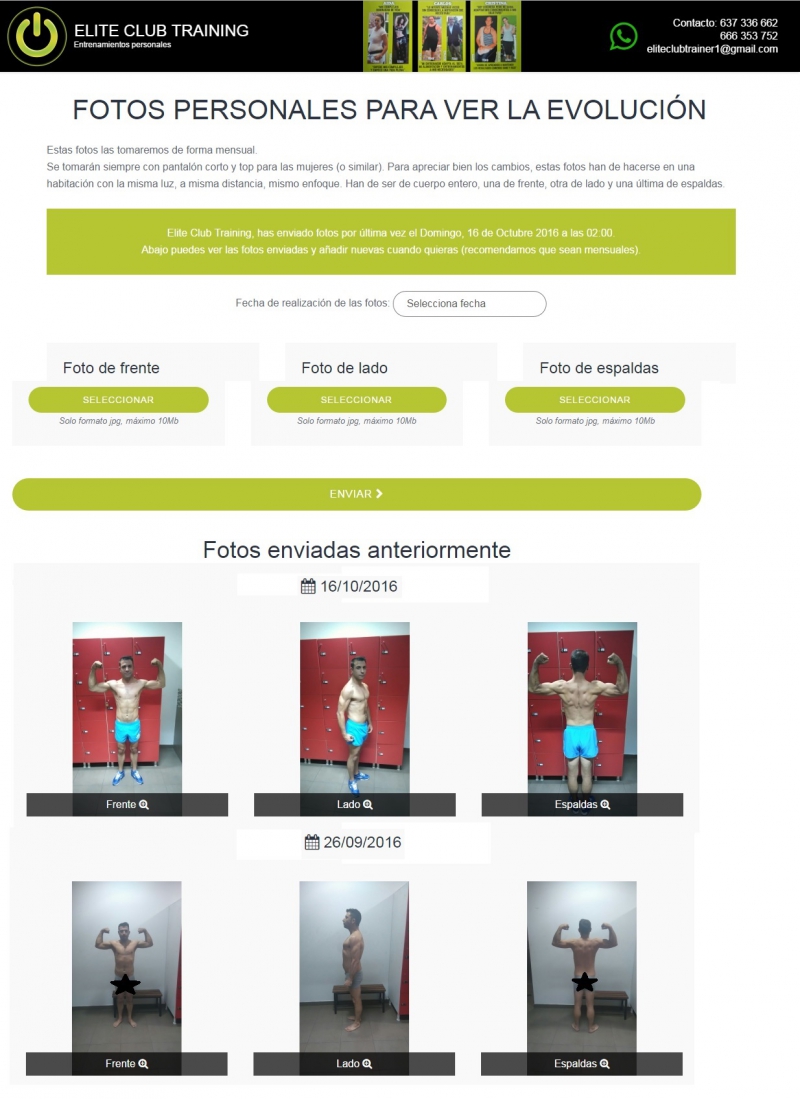 ELITE CLUB TRAINING
Entrenamientos personales
Contacto: 637 336 662
666 353 752
eliteclubtrainer1@gmail.com
FOTOS PERSONALES PARA VER LA EVOLUCIÓN
Estas fotos las tomaremos de forma mensual.
Se tomarán siempre con pantalón corto y top para las mujeres (o similar). Para apreciar bien los cambios, estas fotos han de hacerse en una
habitación con la misma luz, a misma distancia, mismo enfoque. Han de ser de cuerpo entero, una de frente, otra de lado y una última de espaldas.
Elite Club Training, has enviado fotos por última vez el Domingo, 16 de Octubre 2016 a las 02:00.
Abajo puedes ver las fotos enviadas y añadir nuevas cuando quieras (recomendamos que sean mensuales).
Fecha de realización de las fotos: Selecciona fecha
Foto de frente
Foto de lado
Foto de espaldas
SELECCIONAR
SELECCIONAR
SELECCIONAR
Solo formato jpg, máximo 10Mb
Solo formato jpg, máximo 10Mb
Solo formato jpg, máximo 10Mb
ENVIAR
Fotos enviadas anteriormente
16/10/2016
Frente
Lado
Espaldas
26/09/2016
Frente
Lado
Espaldas